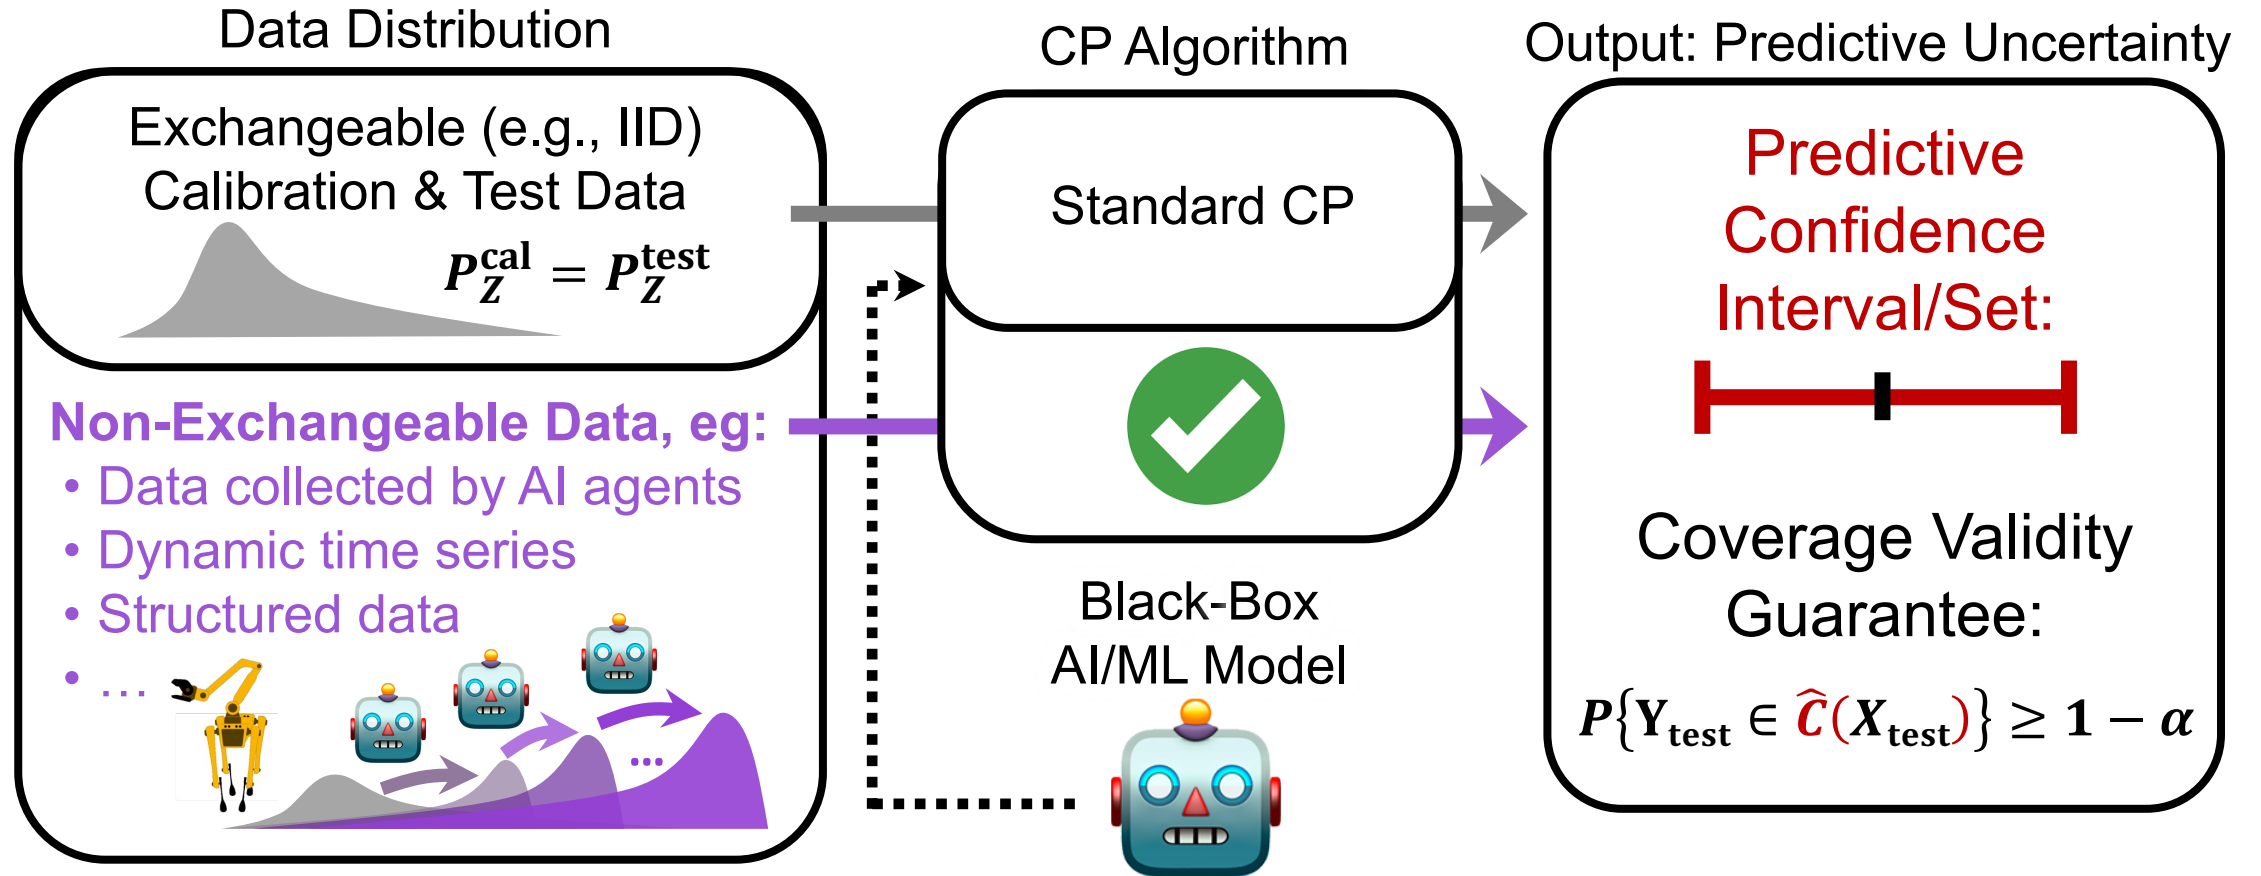 Data Distribution
Exchangeable (e.g., IID)
Calibration & Test Data
P_Z^cal = P_Z^test
Non-Exchangeable Data, eg:
• Data collected by AI agents
• Dynamic time series
• Structured data
• …
...
CP Algorithm
Standard CP
Black-Box
AI/ML Model
Output: Predictive Uncertainty
Predictive
Confidence
Interval/Set:
Coverage Validity
Guarantee:
P{Y_test ∈ Ĉ(X_test)} ≥ 1 − α